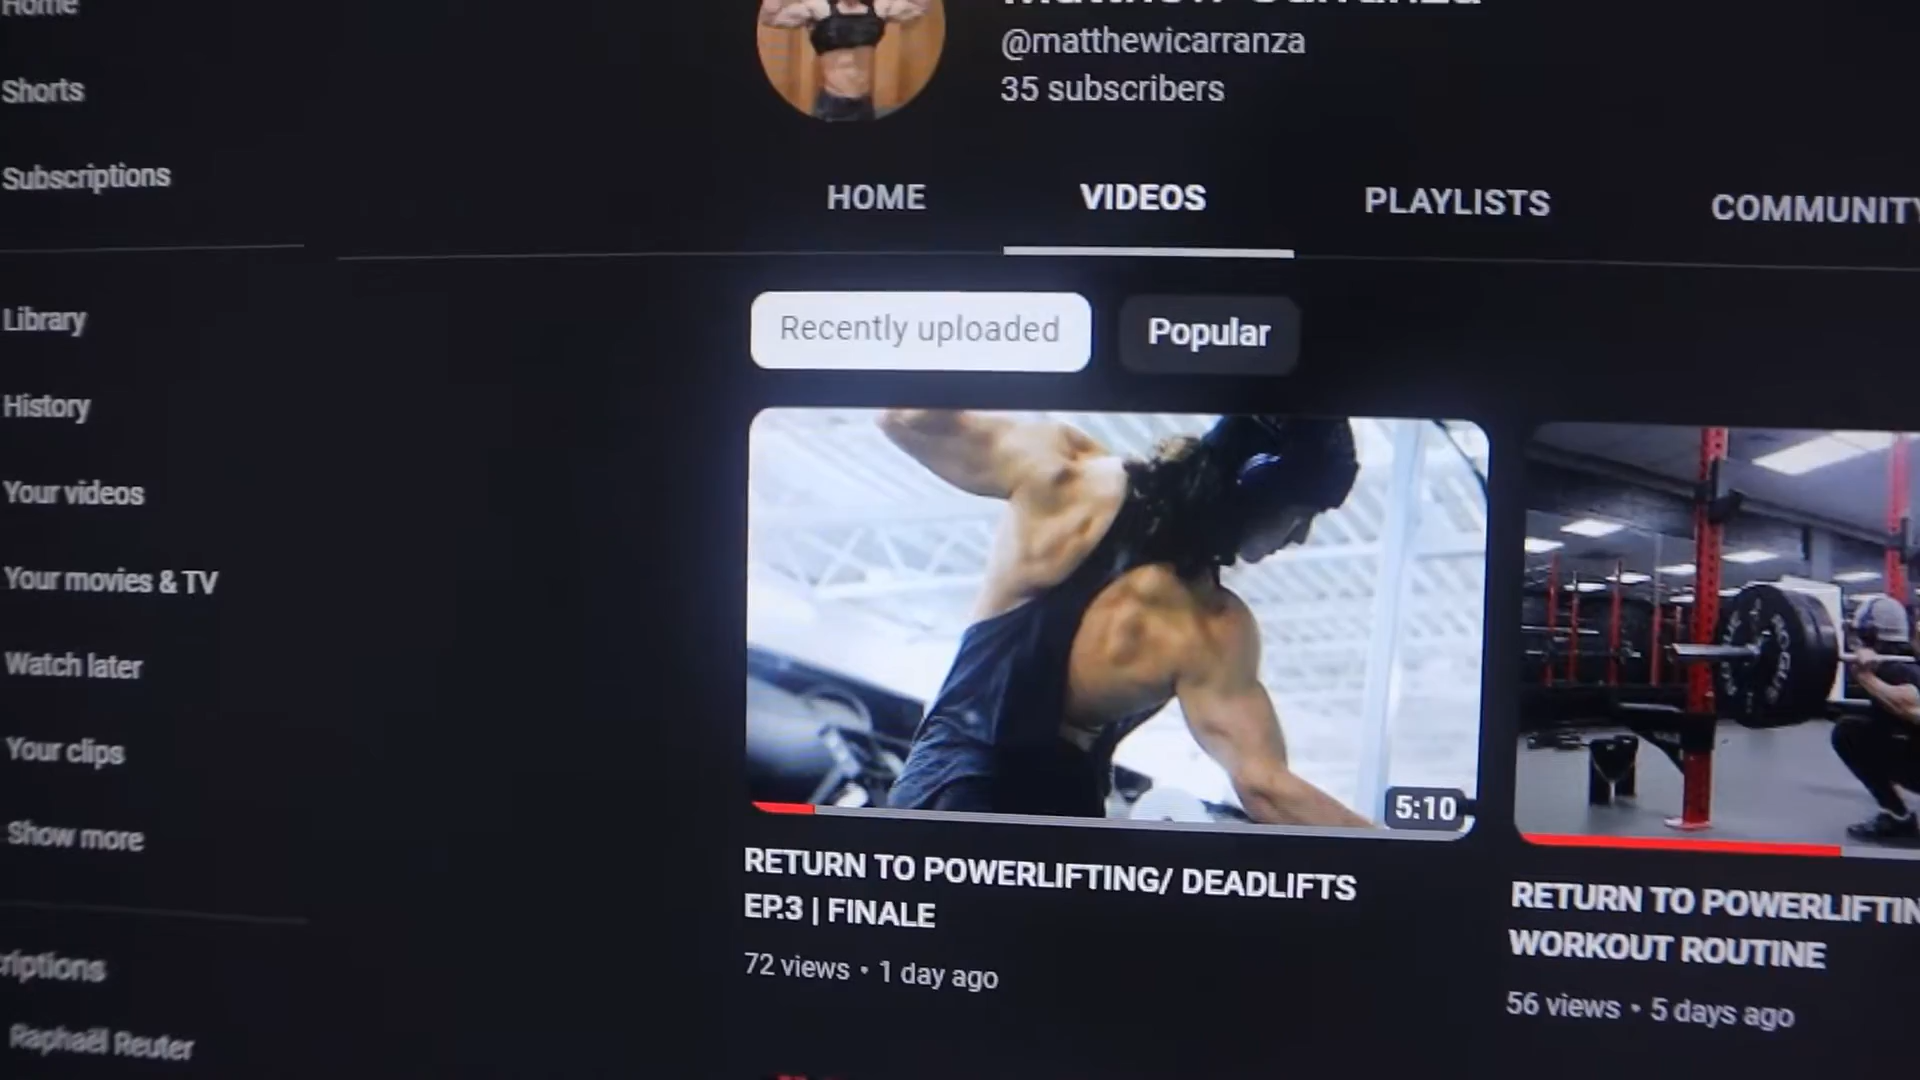 Home
@matthewicarranza
35 subscribers
Shorts
Subscriptions
HOME
VIDEOS
PLAYLISTS
COMMUNITY
Library
History
Your videos
Your movies & TV
Watch later
Your clips
Show more
Recently uploaded
Popular
5:10
RETURN TO POWERLIFTING/ DEADLIFTS
EP.3 | FINALE
72 views • 1 day ago
RETURN TO POWERLIFTIN
WORKOUT ROUTINE
56 views • 5 days ago
criptions
Raphaël Reuter